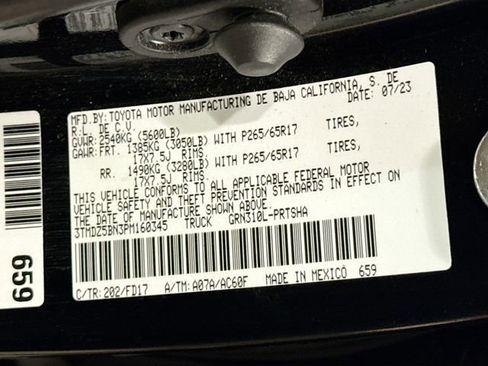 MFD.BY:TOYOTA MOTOR MANUFACTURING DE BAJA CALIFORNIA, S. DE
R.L. DE C.V. DATE: 07/23
GVWR: 2540KG (5600LB)
GAWR:FRT. 1385KG (3050LB) WITH P265/65R17 TIRES,
17X7.5J RIMS
RR. 1490KG (3280LB) WITH P265/65R17 TIRES,
17X7.5J RIMS
THIS VEHICLE CONFORMS TO ALL APPLICABLE FEDERAL MOTOR
VEHICLE SAFETY AND THEFT PREVENTION STANDARDS IN EFFECT ON
THE DATE OF MANUFACTURE SHOWN ABOVE.
3TMDZ5BN3PM160345 TRUCK GRN310L-PRTSHA
C/TR: 202/FD17 A/TM: A07A/AC60F MADE IN MEXICO 659
659